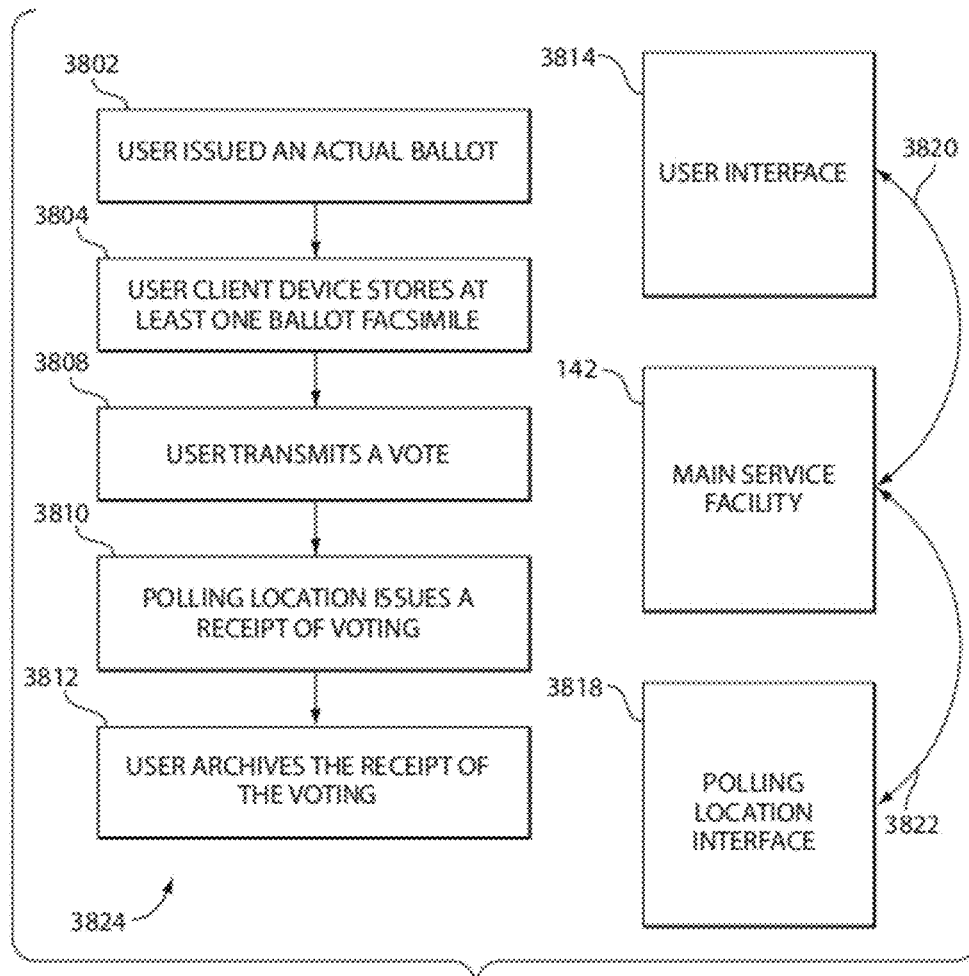 3802
USER ISSUED AN ACTUAL BALLOT
3804
USER CLIENT DEVICE STORES AT
LEAST ONE BALLOT FACSIMILE
3808
USER TRANSMITS A VOTE
3810
POLLING LOCATION ISSUES A
RECEIPT OF VOTING
3812
USER ARCHIVES THE RECEIPT OF
THE VOTING
3824
3814
USER INTERFACE
3820
142
MAIN SERVICE
FACILITY
3818
POLLING
LOCATION
INTERFACE
3822